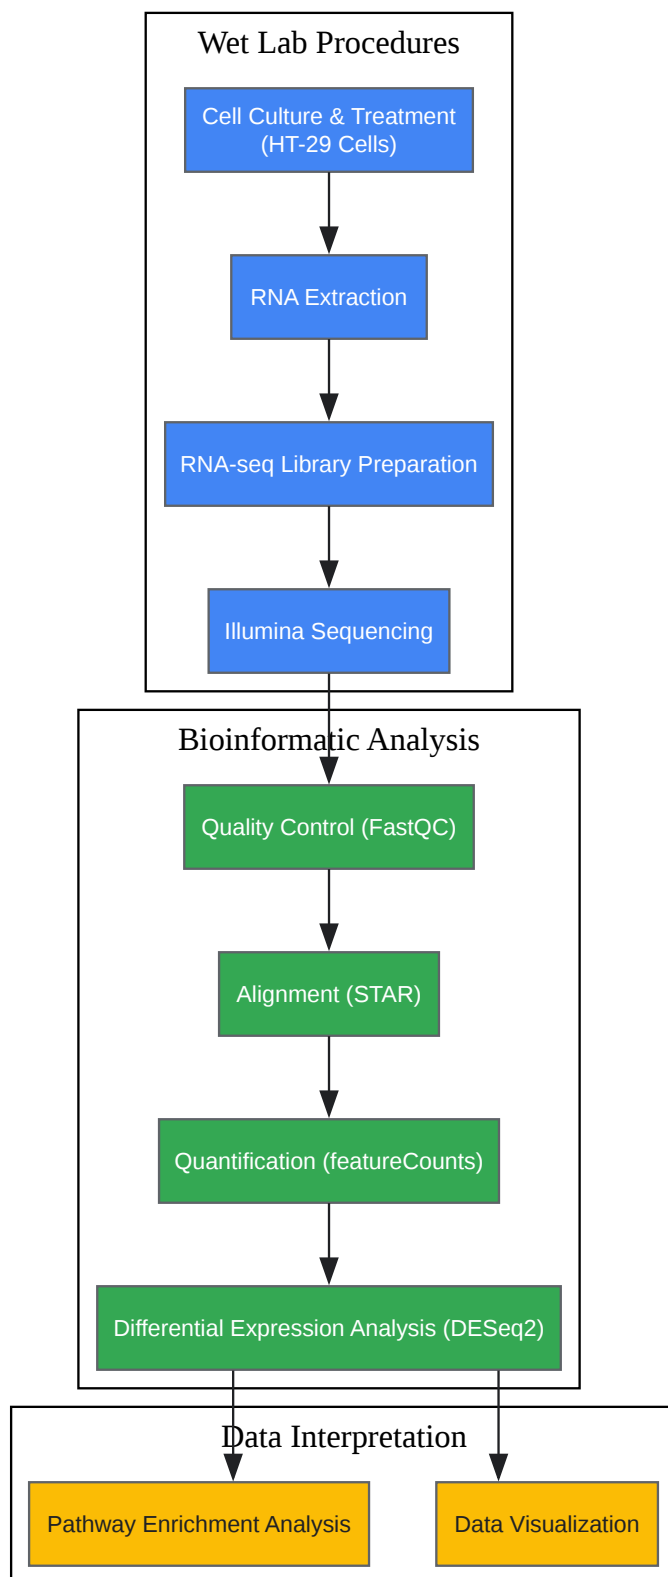 Wet Lab Procedures
Cell Culture & Treatment
(HT-29 Cells)
RNA Extraction
RNA-seq Library Preparation
Illumina Sequencing
Bioinformatic Analysis
Quality Control (FastQC)
Alignment (STAR)
Quantification (featureCounts)
Differential Expression Analysis (DESeq2)
Data Interpretation
Pathway Enrichment Analysis
Data Visualization